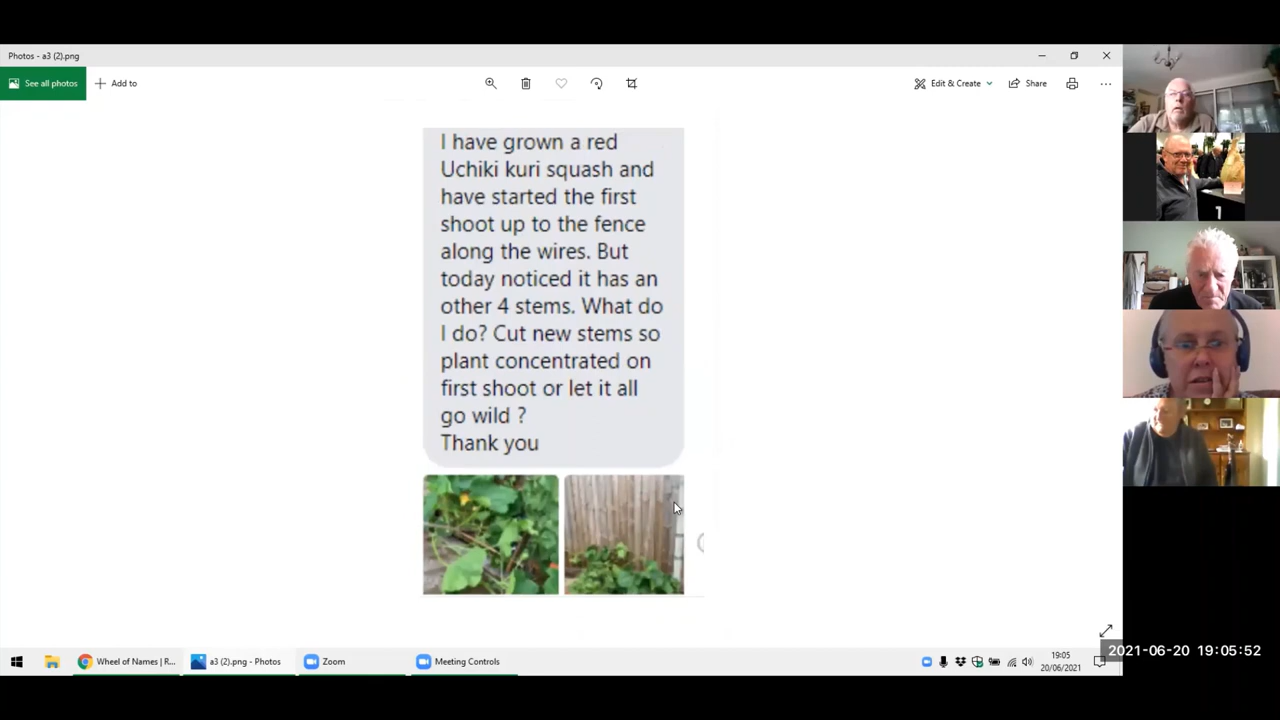 Photos - a3 (2).png
See all photos
Add to
Edit & Create
Share
I have grown a red
Uchiki kuri squash and
have started the first
shoot up to the fence
along the wires. But
today noticed it has an
other 4 stems. What do
I do? Cut new stems so
plant concentrated on
first shoot or let it all
go wild ?
Thank you
1
Wheel of Names | R...
a3 (2).png - Photos
Zoom
Meeting Controls
19:05
20/06/2021
2021-06-20 19:05:52